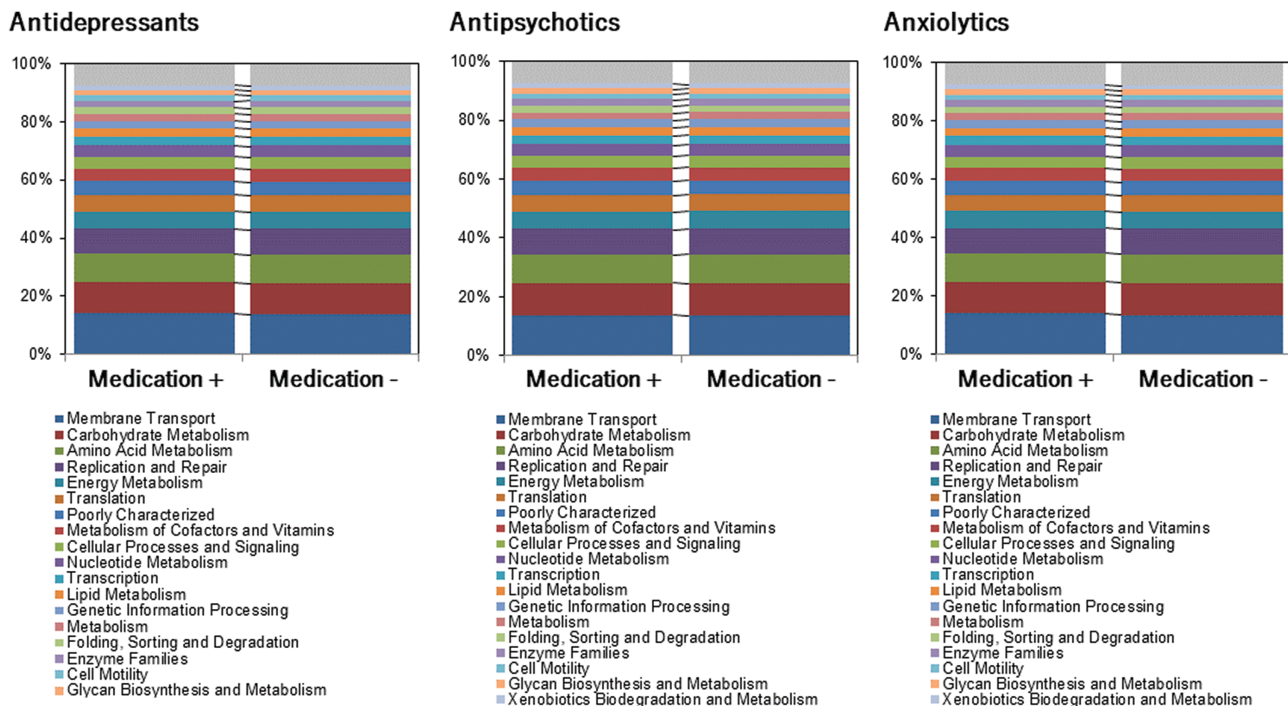 Antidepressants
100%
80%
60%
40%
20%
0%
Medication +
Medication -
Membrane Transport
Carbohydrate Metabolism
Amino Acid Metabolism
Replication and Repair
Energy Metabolism
Translation
Poorly Characterized
Metabolism of Cofactors and Vitamins
Cellular Processes and Signaling
Nucleotide Metabolism
Transcription
Lipid Metabolism
Genetic Information Processing
Metabolism
Folding, Sorting and Degradation
Enzyme Families
Cell Motility
Glycan Biosynthesis and Metabolism
Antipsychotics
100%
80%
60%
40%
20%
0%
Medication +
Medication -
Membrane Transport
Carbohydrate Metabolism
Amino Acid Metabolism
Replication and Repair
Energy Metabolism
Translation
Poorly Characterized
Metabolism of Cofactors and Vitamins
Cellular Processes and Signaling
Nucleotide Metabolism
Transcription
Lipid Metabolism
Genetic Information Processing
Metabolism
Folding, Sorting and Degradation
Enzyme Families
Cell Motility
Glycan Biosynthesis and Metabolism
Xenobiotics Biodegradation and Metabolism
Anxiolytics
100%
80%
60%
40%
20%
0%
Medication +
Medication -
Membrane Transport
Carbohydrate Metabolism
Amino Acid Metabolism
Replication and Repair
Energy Metabolism
Translation
Poorly Characterized
Metabolism of Cofactors and Vitamins
Cellular Processes and Signaling
Nucleotide Metabolism
Transcription
Lipid Metabolism
Genetic Information Processing
Metabolism
Folding, Sorting and Degradation
Enzyme Families
Cell Motility
Glycan Biosynthesis and Metabolism
Xenobiotics Biodegradation and Metabolism